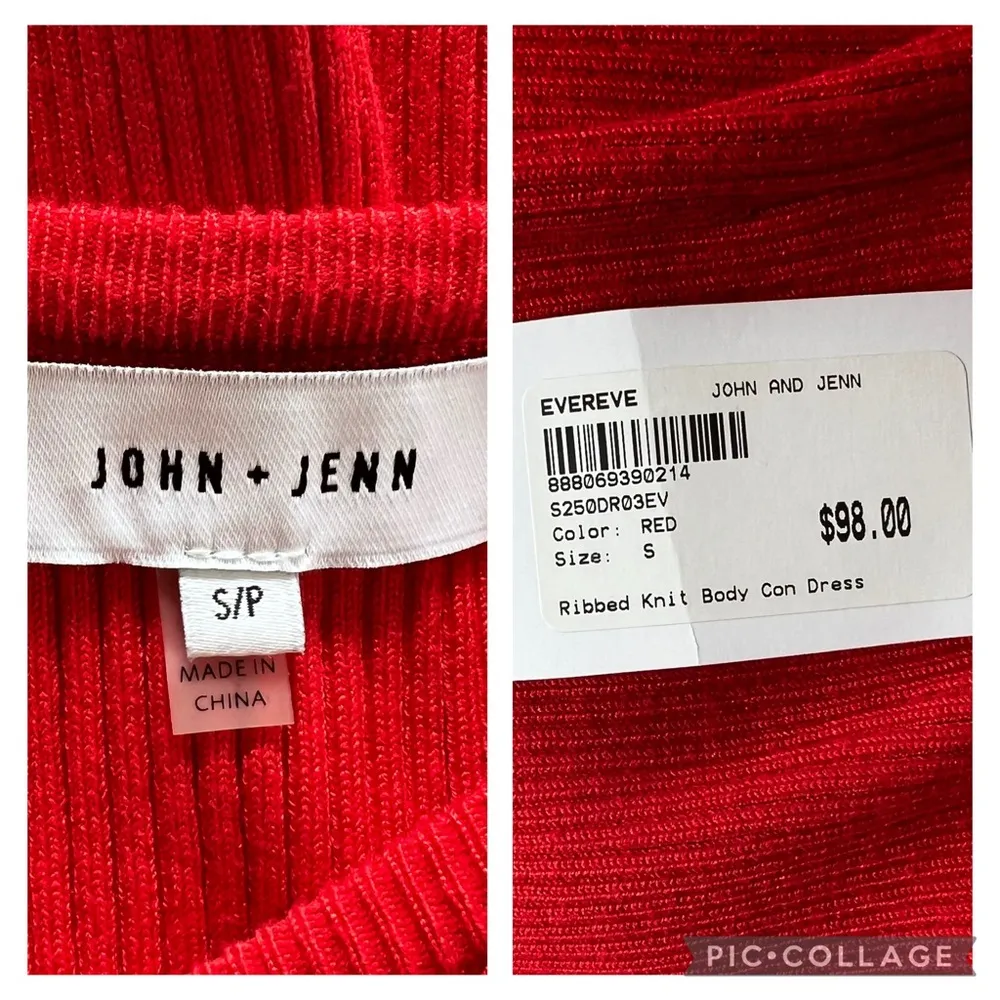 JOHN + JENN
S/P
MADE IN
CHINA
EVEREVE JOHN AND JENN
888069390214
S250DR03EV
Color: RED
Size: S
$98.00
Ribbed Knit Body Con Dress
PIC•COLLAGE